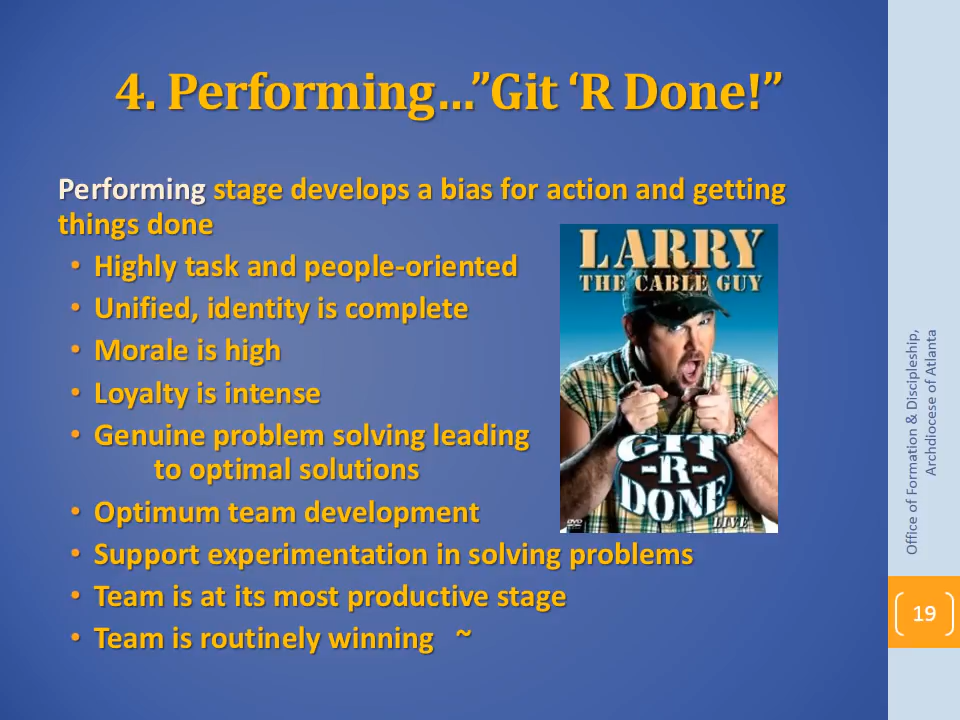 4. Performing…”Git ‘R Done!”
Performing stage develops a bias for action and getting
things done
• Highly task and people-oriented
• Unified, identity is complete
• Morale is high
• Loyalty is intense
• Genuine problem solving leading
to optimal solutions
• Optimum team development
• Support experimentation in solving problems
• Team is at its most productive stage
• Team is routinely winning ~
LARRY
THE CABLE GUY
GIT
-R-
DONE
LIVE
DVD
Office of Formation & Discipleship,
Archdiocese of Atlanta
19